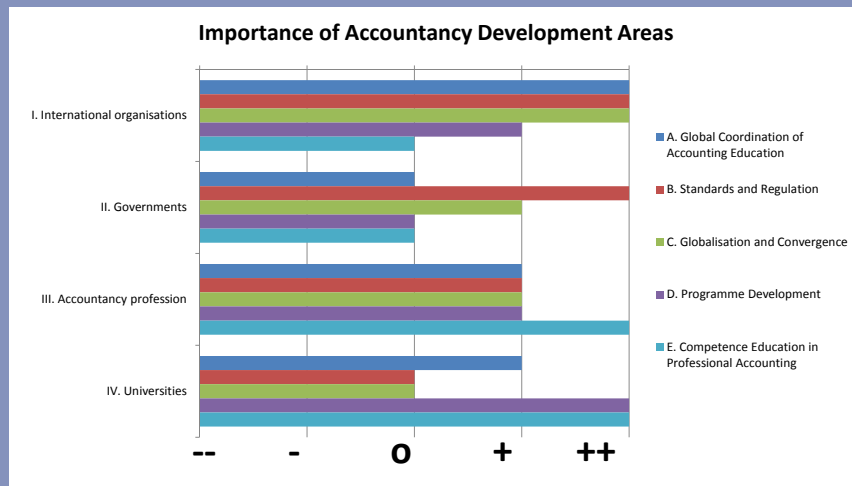 Importance of Accountancy Development Areas
I. International organisations
II. Governments
III. Accountancy profession
IV. Universities
-- - o + ++
A. Global Coordination of
Accounting Education
B. Standards and Regulation
C. Globalisation and Convergence
D. Programme Development
E. Competence Education in
Professional Accounting